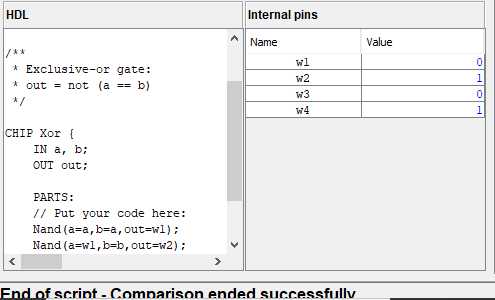 HDL
/**
* Exclusive-or gate:
* out = not (a == b)
*/
CHIP Xor {
IN a, b;
OUT out;
PARTS:
// Put your code here:
Nand(a=a,b=a,out=w1);
Nand(a=w1,b=b,out=w2);
Internal pins
Name Value
w1 0
w2 1
w3 0
w4 1
End of script - Comparison ended successfully